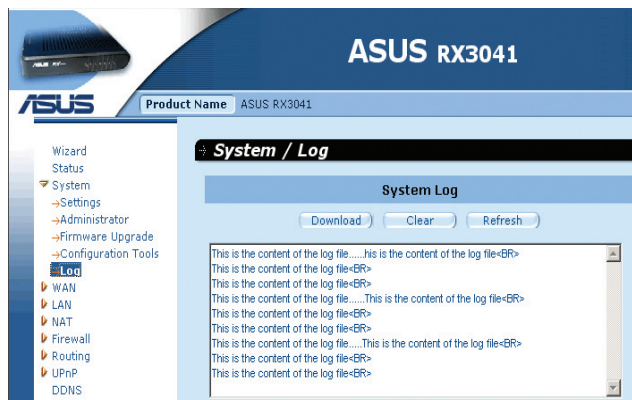 ASUS RX3041
ASUS
Product Name ASUS RX3041
Wizard
Status
System
→Settings
→Administrator
→Firmware Upgrade
→Configuration Tools
→Log
WAN
LAN
NAT
Firewall
Routing
UPnP
DDNS
System / Log
System Log
Download Clear Refresh
This is the content of the log file......his is the content of the log file<BR>
This is the content of the log file<BR>
This is the content of the log file<BR>
This is the content of the log file......This is the content of the log file<BR>
This is the content of the log file<BR>
This is the content of the log file<BR>
This is the content of the log file.....This is the content of the log file<BR>
This is the content of the log file<BR>
This is the content of the log file<BR>